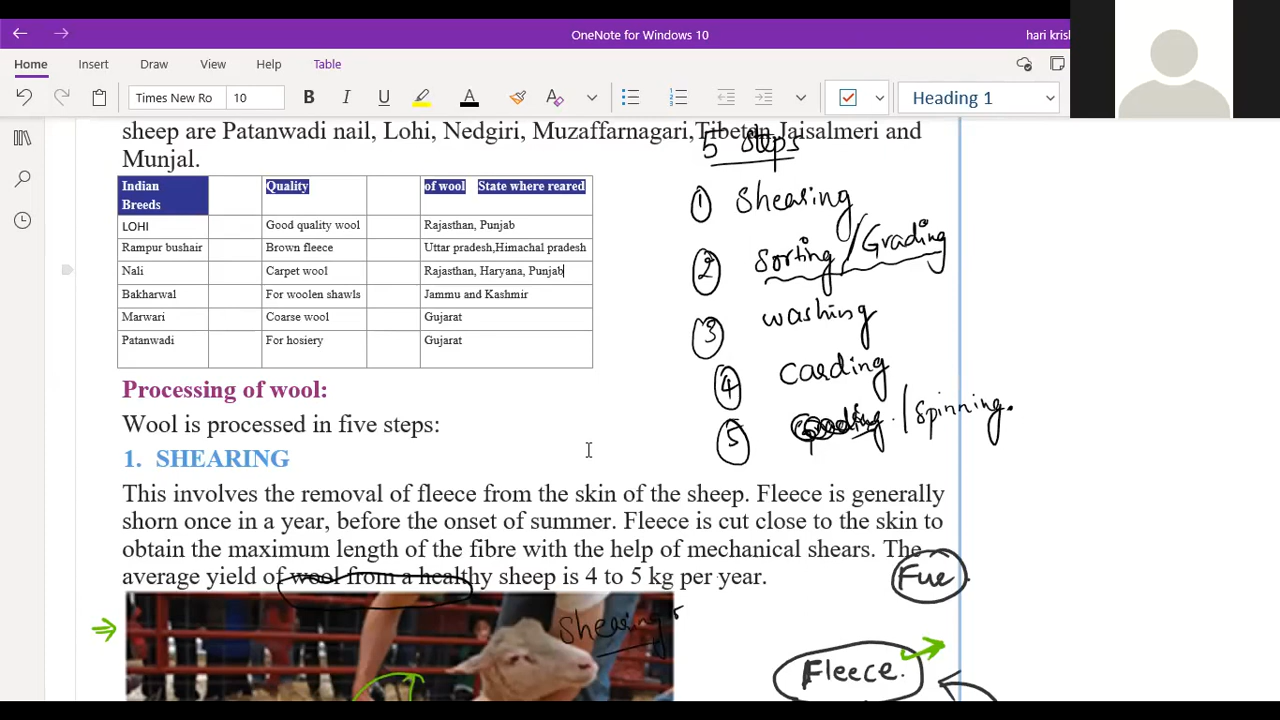 OneNote for Windows 10
hari krish
Home Insert Draw View Help Table
Times New Ro 10 B I U A Heading 1
sheep are Patanwadi nail, Lohi, Nedgiri, Muzaffarnagari,Tibetan Jaisalmeri and
Munjal.
Indian Breeds Quality of wool State where reared
LOHI Good quality wool Rajasthan, Punjab
Rampur bushair Brown fleece Uttar pradesh,Himachal pradesh
Nali Carpet wool Rajasthan, Haryana, Punjab
Bakharwal For woolen shawls Jammu and Kashmir
Marwari Coarse wool Gujarat
Patanwadi For hosiery Gujarat
5 Steps
1 Shearing
2 Sorting/Grading
3 washing
4 carding
5 / Spinning.
Processing of wool:
Wool is processed in five steps:
1. SHEARING
This involves the removal of fleece from the skin of the sheep. Fleece is generally
shorn once in a year, before the onset of summer. Fleece is cut close to the skin to
obtain the maximum length of the fibre with the help of mechanical shears. The
average yield of wool from a healthy sheep is 4 to 5 kg per year.
Shearing
Fleece.